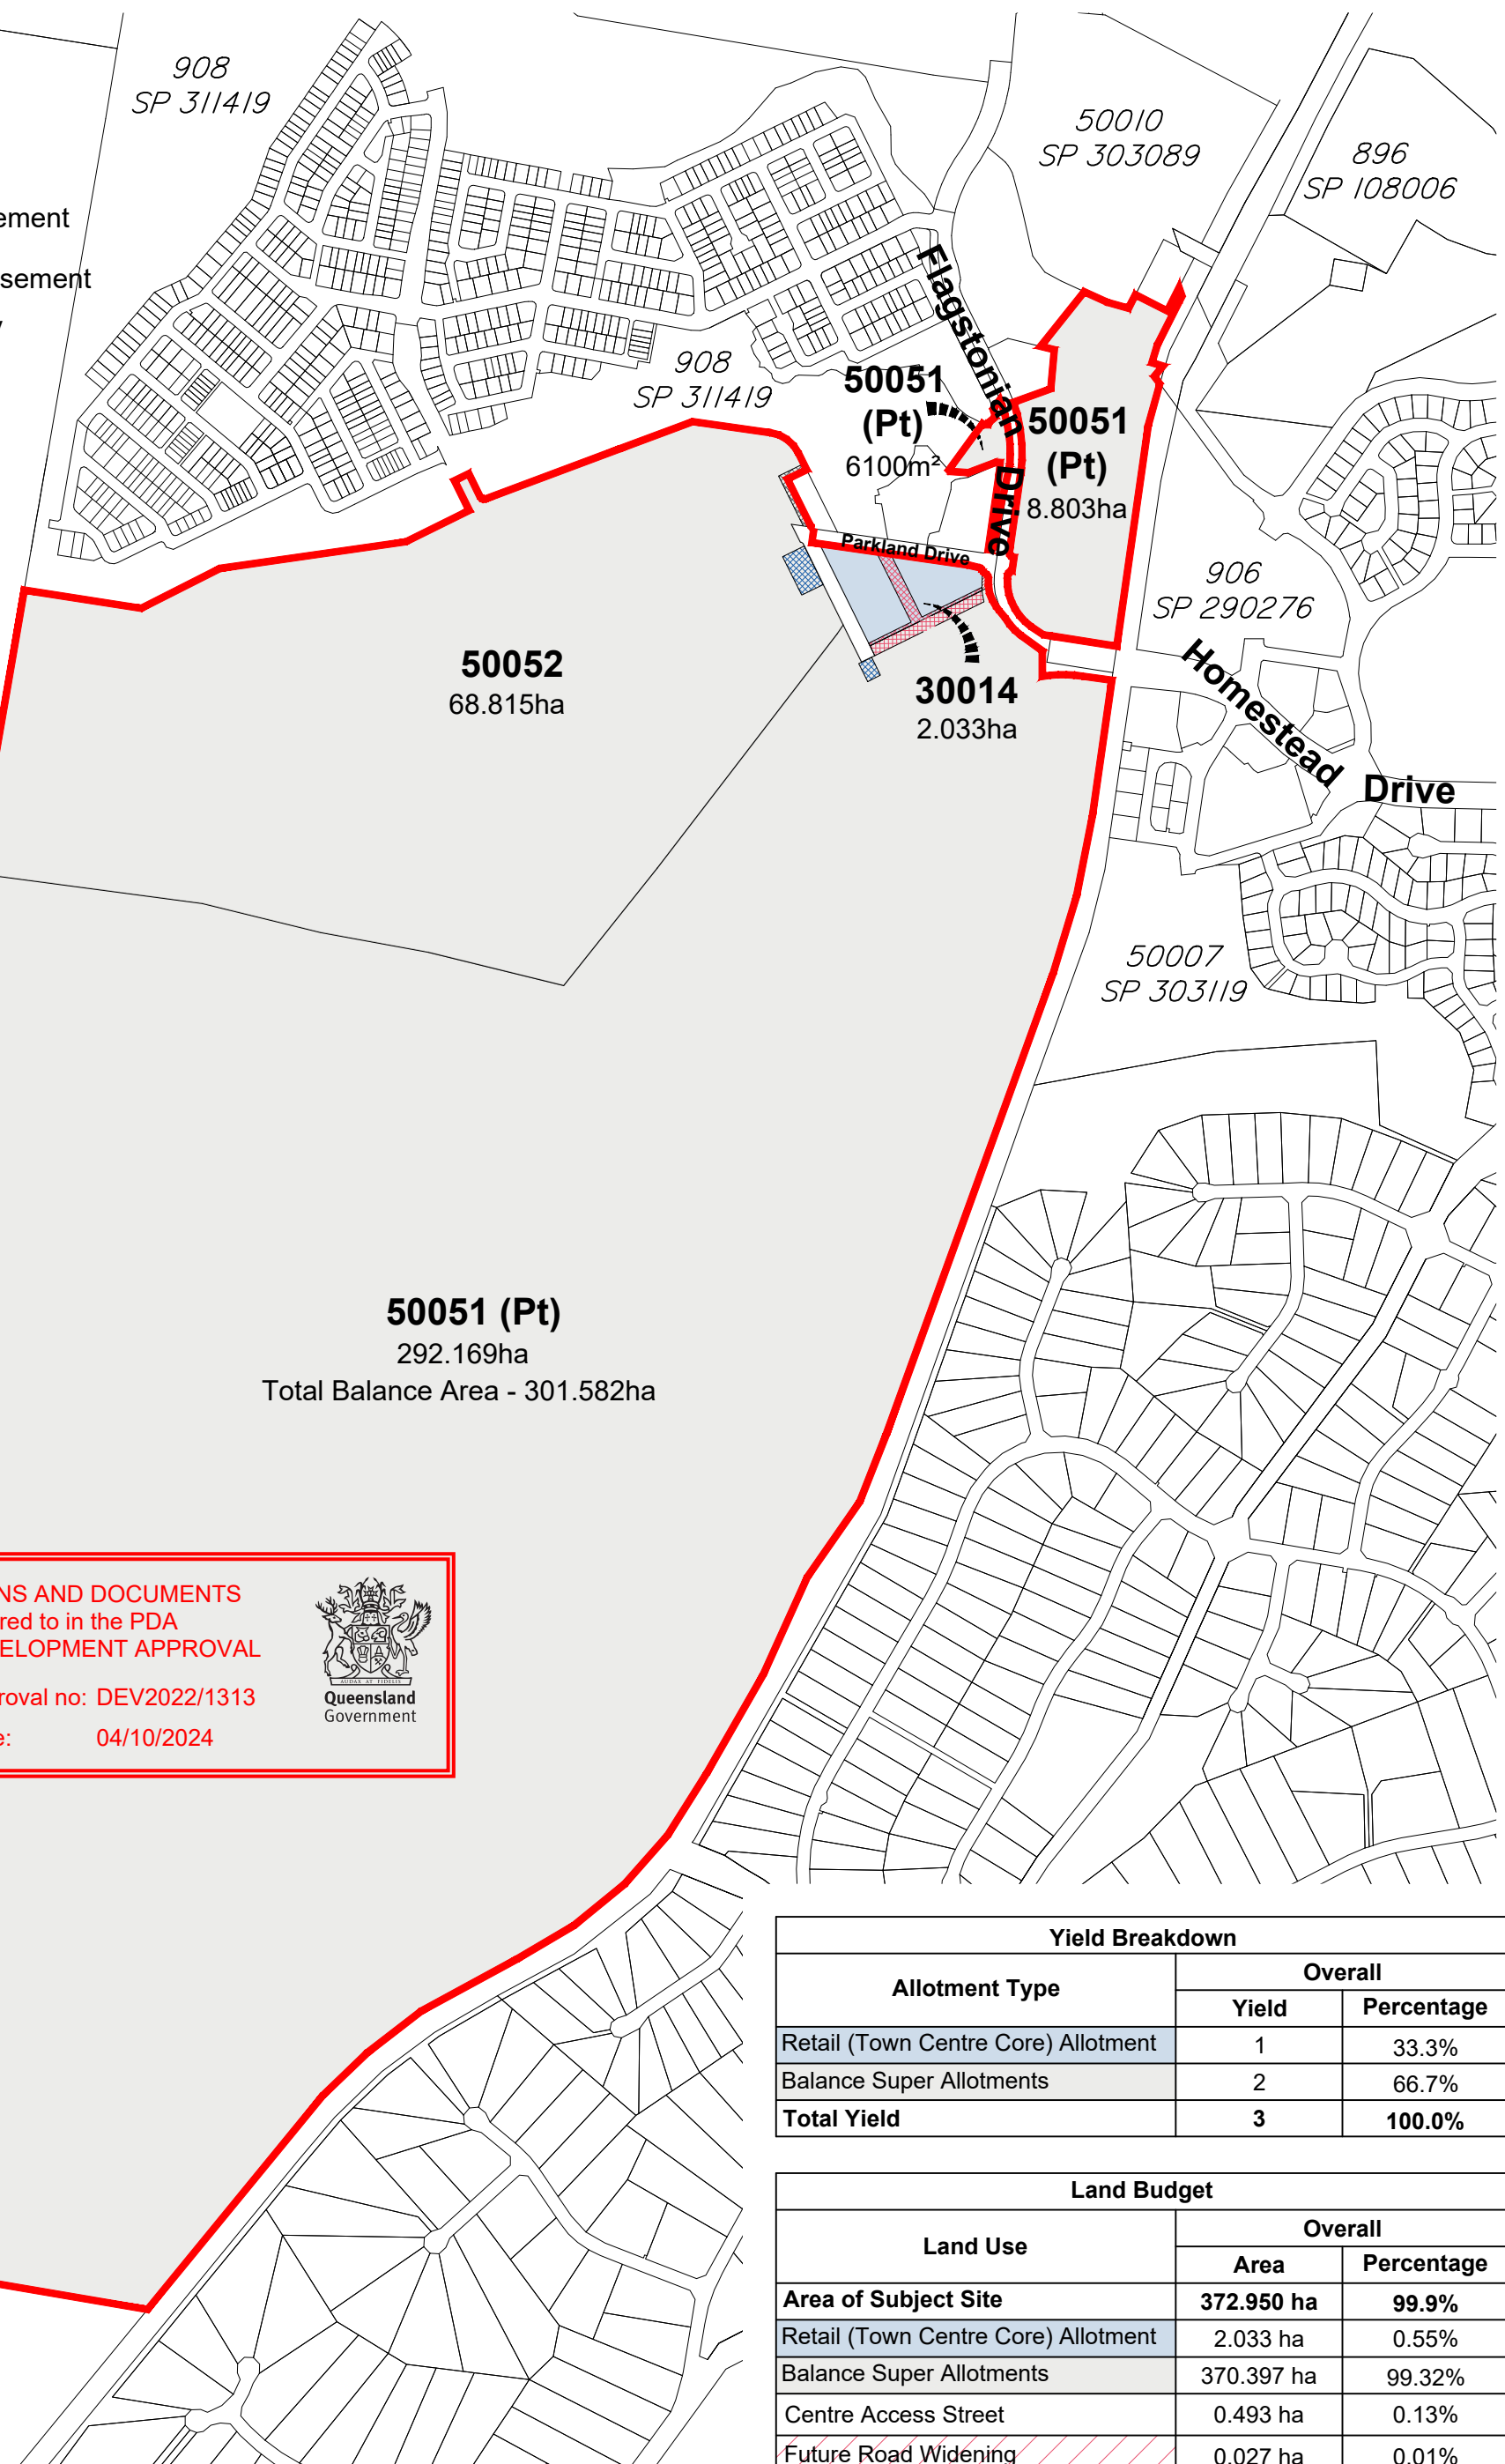 908
SP 311419
50010
SP 303089
896
SP 108006
ement
sement
Flagstonian Drive
908
SP 311419
50051
(Pt)
6100m²
50051
(Pt)
8.803ha
Parkland Drive
906
SP 290276
50052
68.815ha
30014
2.033ha
Homestead Drive
50007
SP 303119
50051 (Pt)
292.169ha
Total Balance Area - 301.582ha
NS AND DOCUMENTS
red to in the PDA
ELOPMENT APPROVAL
roval no: DEV2022/1313
e: 04/10/2024
AUDAX AT FIDELIS
Queensland
Government
Yield Breakdown
Allotment Type Overall
Yield Percentage
Retail (Town Centre Core) Allotment 1 33.3%
Balance Super Allotments 2 66.7%
Total Yield 3 100.0%
Land Budget
Land Use Overall
Area Percentage
Area of Subject Site 372.950 ha 99.9%
Retail (Town Centre Core) Allotment 2.033 ha 0.55%
Balance Super Allotments 370.397 ha 99.32%
Centre Access Street 0.493 ha 0.13%
Future Road Widening 0.027 ha 0.01%